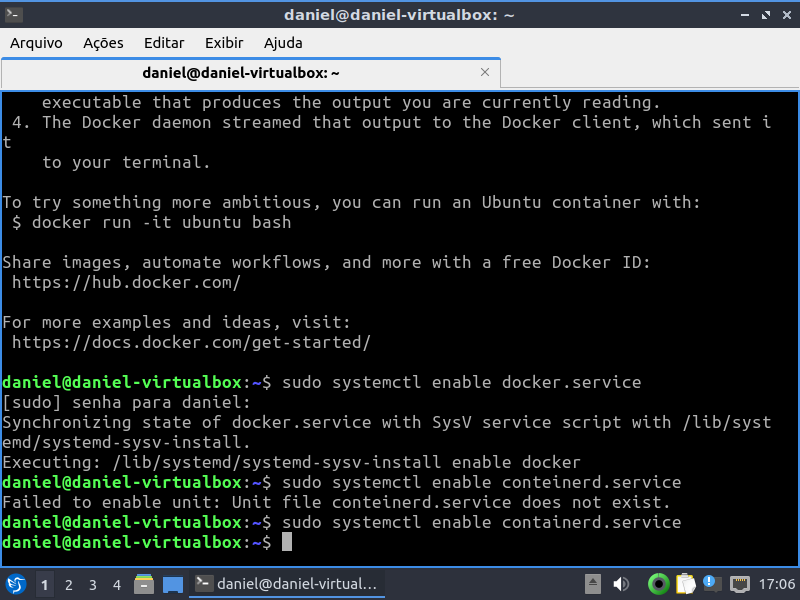 daniel@daniel-virtualbox: ~
Arquivo Ações Editar Exibir Ajuda
daniel@daniel-virtualbox: ~
executable that produces the output you are currently reading.
4. The Docker daemon streamed that output to the Docker client, which sent i
t
to your terminal.
To try something more ambitious, you can run an Ubuntu container with:
$ docker run -it ubuntu bash
Share images, automate workflows, and more with a free Docker ID:
https://hub.docker.com/
For more examples and ideas, visit:
https://docs.docker.com/get-started/
daniel@daniel-virtualbox:~$ sudo systemctl enable docker.service
[sudo] senha para daniel:
Synchronizing state of docker.service with SysV service script with /lib/syst
emd/systemd-sysv-install.
Executing: /lib/systemd/systemd-sysv-install enable docker
daniel@daniel-virtualbox:~$ sudo systemctl enable conteinerd.service
Failed to enable unit: Unit file conteinerd.service does not exist.
daniel@daniel-virtualbox:~$ sudo systemctl enable containerd.service
daniel@daniel-virtualbox:~$
1 2 3 4 daniel@daniel-virtual... 17:06